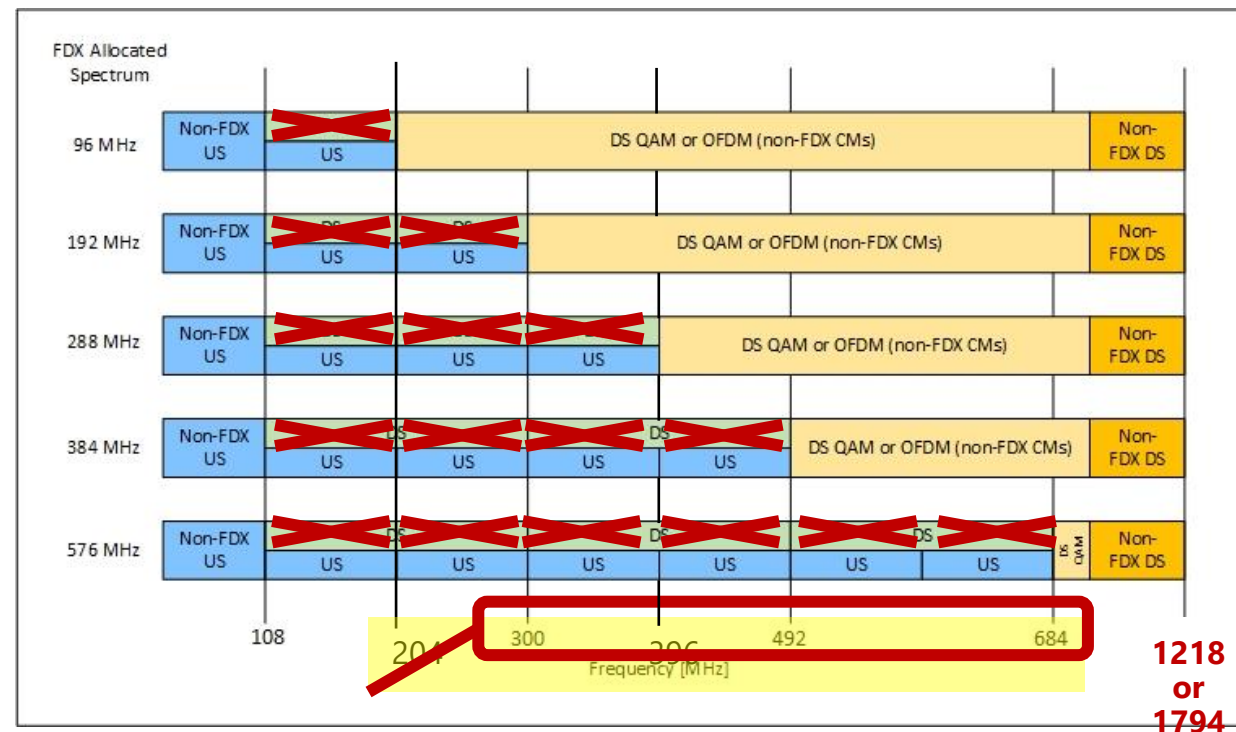 FDX Allocated
Spectrum
96 MHz
Non-FDX
US
US
DS QAM or OFDM (non-FDX CMs)
Non-
FDX DS
192 MHz
Non-FDX
US
DS
DS
US
US
DS QAM or OFDM (non-FDX CMs)
Non-
FDX DS
288 MHz
Non-FDX
US
US
US
US
DS QAM or OFDM (non-FDX CMs)
Non-
FDX DS
384 MHz
Non-FDX
US
DS
DS
US
US
US
US
DS QAM or OFDM (non-FDX CMs)
Non-
FDX DS
576 MHz
Non-FDX
US
DS
DS
DS
US
US
US
US
US
US
DS
QAM
Non-
FDX DS
108
204
300
396
492
684
Frequency [MHz]
1218
or
1794